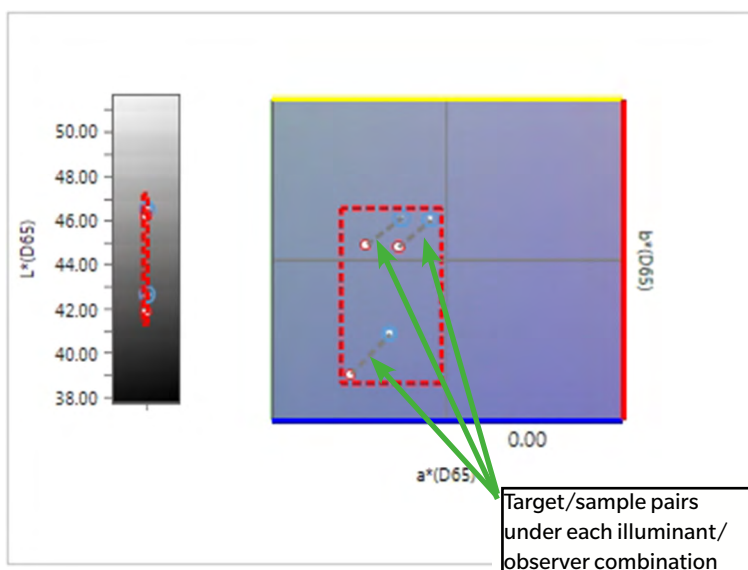 50.00
48.00
46.00
44.00
42.00
40.00
38.00
L*(D65)
b*(D65)
0.00
a*(D65)
Target/sample pairs
under each illuminant/
observer combination